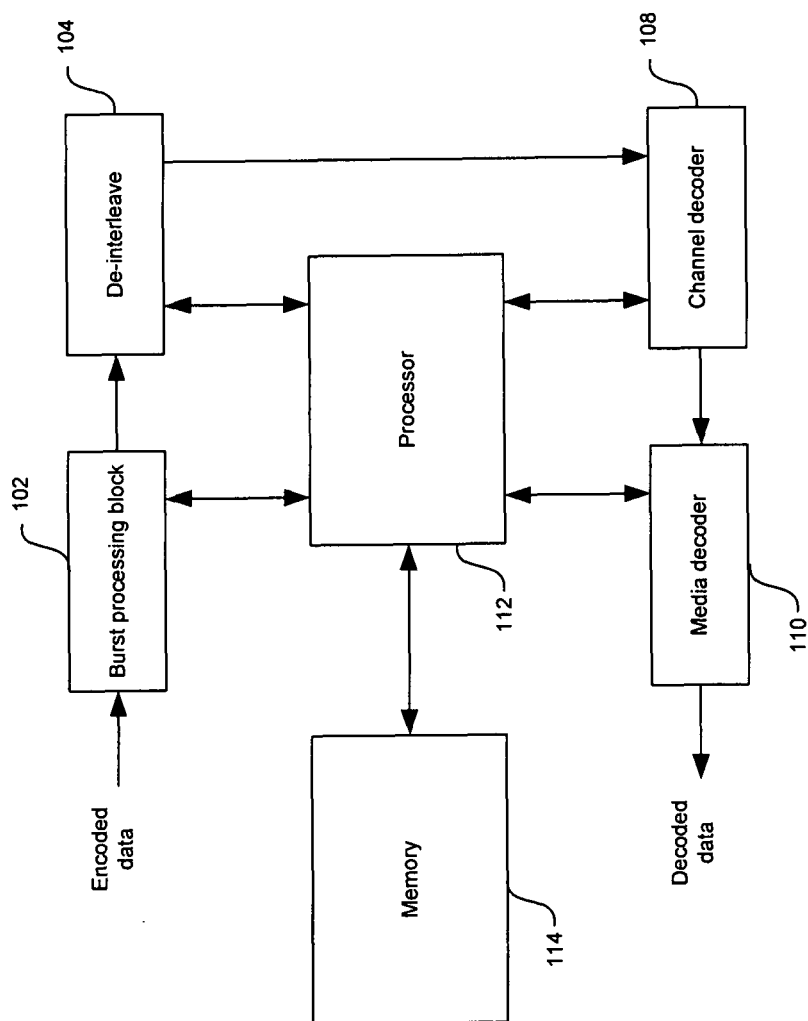 Encoded
data
Burst processing block
102
De-interleave
104
Memory
114
Processor
112
Decoded
data
Media decoder
110
Channel decoder
108